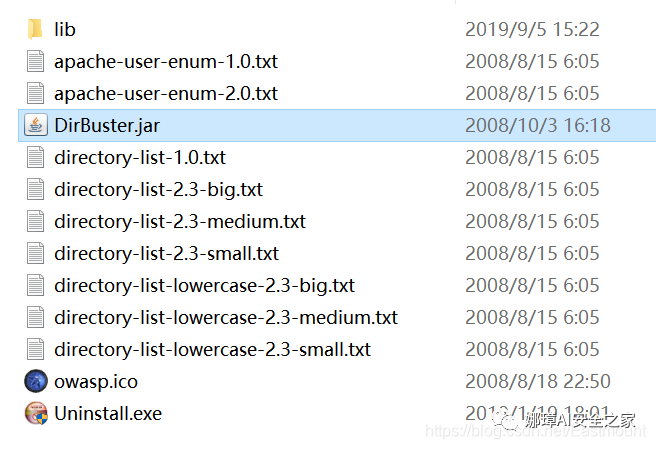 lib 2019/9/5 15:22
apache-user-enum-1.0.txt 2008/8/15 6:05
apache-user-enum-2.0.txt 2008/8/15 6:05
DirBuster.jar 2008/10/3 16:18
directory-list-1.0.txt 2008/8/15 6:05
directory-list-2.3-big.txt 2008/8/15 6:05
directory-list-2.3-medium.txt 2008/8/15 6:05
directory-list-2.3-small.txt 2008/8/15 6:05
directory-list-lowercase-2.3-big.txt 2008/8/15 6:05
directory-list-lowercase-2.3-medium.txt 2008/8/15 6:05
directory-list-lowercase-2.3-small.txt 2008/8/15 6:05
owasp.ico 2008/8/18 22:50
Uninstall.exe
娜璋AI安全之家
https://blog.csdn.net/Eastmount